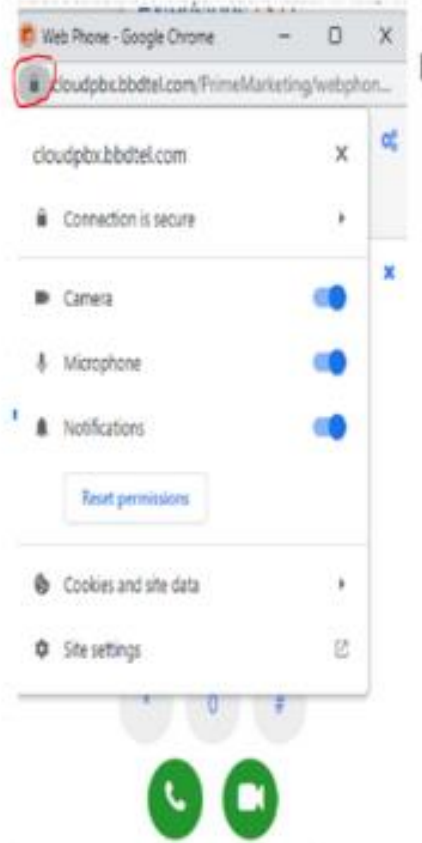 Web Phone - Google Chrome
cloudpbx.bbdtel.com/PrimeMarketing/webphon...
cloudpbx.bbdtel.com
Connection is secure
Camera
Microphone
Notifications
Reset permissions
Cookies and site data
Site settings
0 #